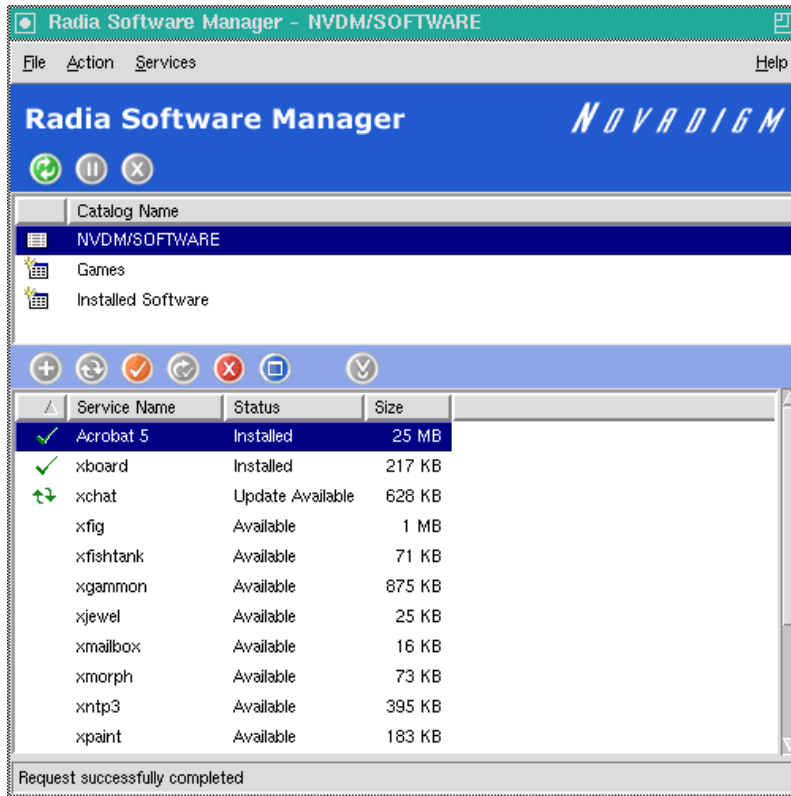 Radia Software Manager - NVDM/SOFTWARE
File Action Services Help
Radia Software Manager NOVADIGM
Catalog Name
NVDM/SOFTWARE
Games
Installed Software
Service Name Status Size
Acrobat 5 Installed 25 MB
xboard Installed 217 KB
xchat Update Available 628 KB
xfig Available 1 MB
xfishtank Available 71 KB
xgammon Available 875 KB
xjewel Available 25 KB
xmailbox Available 16 KB
xmorph Available 73 KB
xntp3 Available 395 KB
xpaint Available 183 KB
Request successfully completed